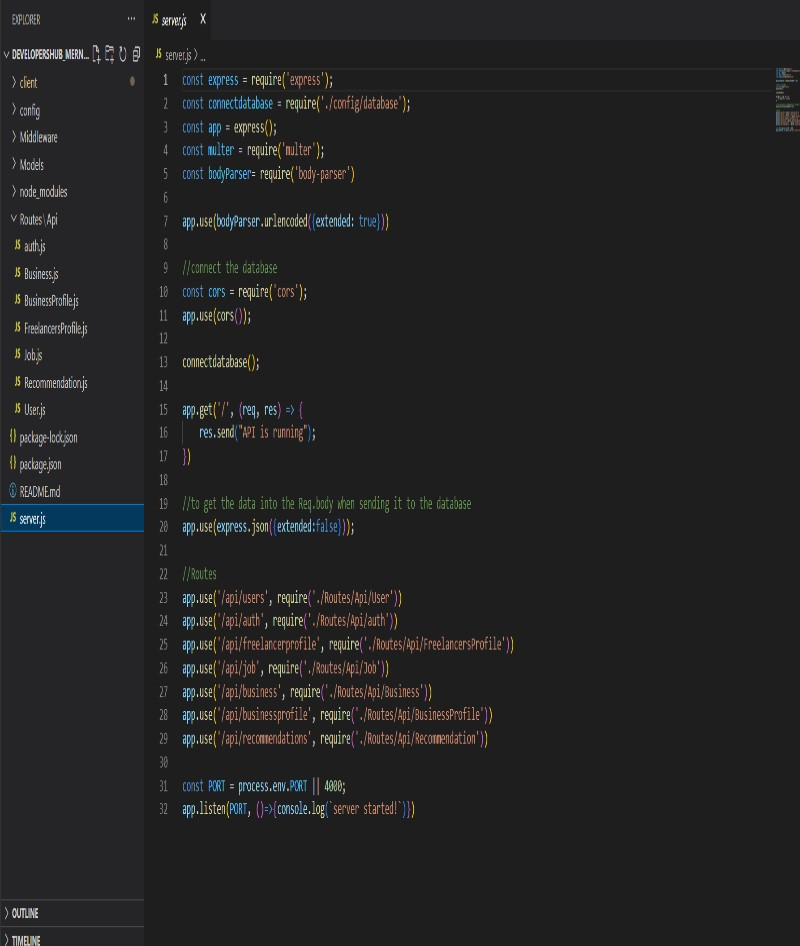 EXPLORER
DEVELOPERSHUB_MERN...
client
config
Middleware
Models
node_modules
Routes\Api
JS auth.js
JS Business.js
JS BusinessProfile.js
JS FreelancersProfile.js
JS Job.js
JS Recommendation.js
JS User.js
{} package-lock.json
{} package.json
README.md
JS server.js
OUTLINE
TIMELINE
JS server.js X
JS server.js > ...
1 const express = require('express');
2 const connectdatabase = require('./config/database');
3 const app = express();
4 const multer = require('multer');
5 const bodyParser= require('body-parser')
6
7 app.use(bodyParser.urlencoded({extended: true}))
8
9 //connect the database
10 const cors = require('cors');
11 app.use(cors());
12
13 connectdatabase();
14
15 app.get('/', (req, res) => {
16 res.send("API is running");
17 })
18
19 //to get the data into the Req.body when sending it to the database
20 app.use(express.json({extended:false}));
21
22 //Routes
23 app.use('/api/users', require('./Routes/Api/User'))
24 app.use('/api/auth', require('./Routes/Api/auth'))
25 app.use('/api/freelancerprofile', require('./Routes/Api/FreelancersProfile'))
26 app.use('/api/job', require('./Routes/Api/Job'))
27 app.use('/api/business', require('./Routes/Api/Business'))
28 app.use('/api/businessprofile', require('./Routes/Api/BusinessProfile'))
29 app.use('/api/recommendations', require('./Routes/Api/Recommendation'))
30
31 const PORT = process.env.PORT || 4000;
32 app.listen(PORT, ()=>{console.log(`server started!`)})